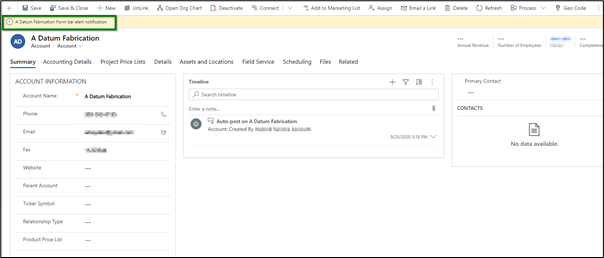 Save Save & Close New UnLink Open Org Chart Deactivate Connect Add to Marketing List Assign Email a Link Delete Refresh Process Geo Code
A Datum Fabrication Form bar alert notification
AD A Datum Fabrication
Account · Account
Annual Revenue Number of Employees Completene
Summary Accounting Details Project Price Lists Details Assets and Locations Field Service Scheduling Files Related
ACCOUNT INFORMATION
Account Name * A Datum Fabrication
Phone
Email
Fax
Website ---
Parent Account ---
Ticker Symbol ---
Relationship Type ---
Product Price List ---
Timeline
Search timeline
Enter a note...
Auto-post on A Datum Fabrication
Account: Created By
9/25/2020 3:19 PM
Primary Contact
---
CONTACTS
No data available.